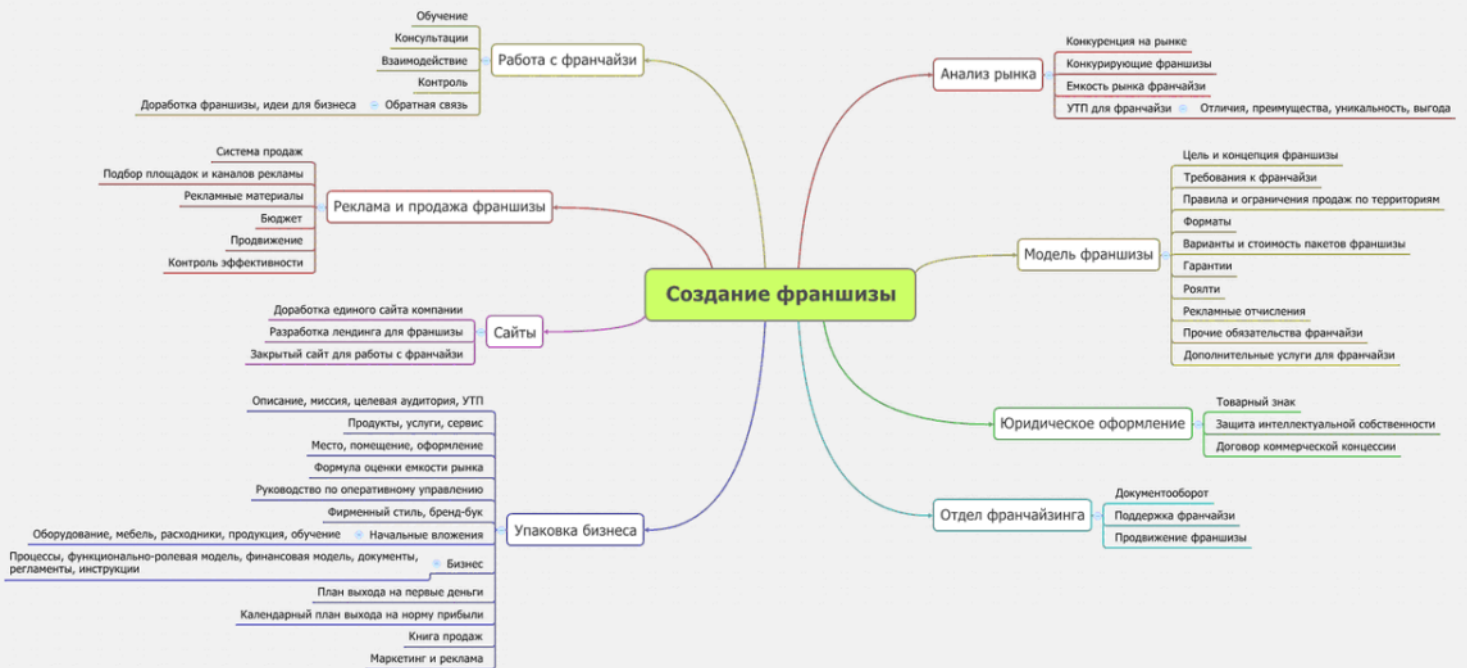 Создание франшизы
Анализ рынка
Конкуренция на рынке
Конкурирующие франшизы
Емкость рынка франчайзи
УТП для франчайзи
Отличия, преимущества, уникальность, выгода
Модель франшизы
Цель и концепция франшизы
Требования к франчайзи
Правила и ограничения продаж по территориям
Форматы
Варианты и стоимость пакетов франшизы
Гарантии
Роялти
Рекламные отчисления
Прочие обязательства франчайзи
Дополнительные услуги для франчайзи
Юридическое оформление
Товарный знак
Защита интеллектуальной собственности
Договор коммерческой концессии
Отдел франчайзинга
Документооборот
Поддержка франчайзи
Продвижение франшизы
Работа с франчайзи
Обучение
Консультации
Взаимодействие
Контроль
Обратная связь
Доработка франшизы, идеи для бизнеса
Реклама и продажа франшизы
Система продаж
Подбор площадок и каналов рекламы
Рекламные материалы
Бюджет
Продвижение
Контроль эффективности
Сайты
Доработка единого сайта компании
Разработка лендинга для франшизы
Закрытый сайт для работы с франчайзи
Упаковка бизнеса
Описание, миссия, целевая аудитория, УТП
Продукты, услуги, сервис
Место, помещение, оформление
Формула оценки емкости рынка
Руководство по оперативному управлению
Фирменный стиль, бренд-бук
Начальные вложения
Оборудование, мебель, расходники, продукция, обучение
Бизнес
Процессы, функционально-ролевая модель, финансовая модель, документы,
регламенты, инструкции
План выхода на первые деньги
Календарный план выхода на норму прибыли
Книга продаж
Маркетинг и реклама